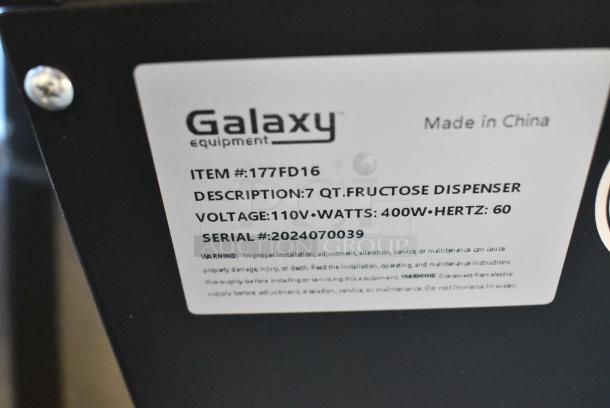 Galaxy
equipment
Made in China
ITEM #:177FD16
DESCRIPTION:7 QT.FRUCTOSE DISPENSER
VOLTAGE:110V•WATTS: 400W•HERTZ: 60
SERIAL #:2024070039
AUCTION GROUP
WARNING: Improper installation, adjustment, alteration, service, or maintenance can cause
property damage, injury, or death. Read the installation, operating, and maintenance instructions
thoroughly before installing or servicing this equipment. WARNING: Disconnect from electric
supply before adjustment, alteration, service, or maintenance. Do not immerse in water.